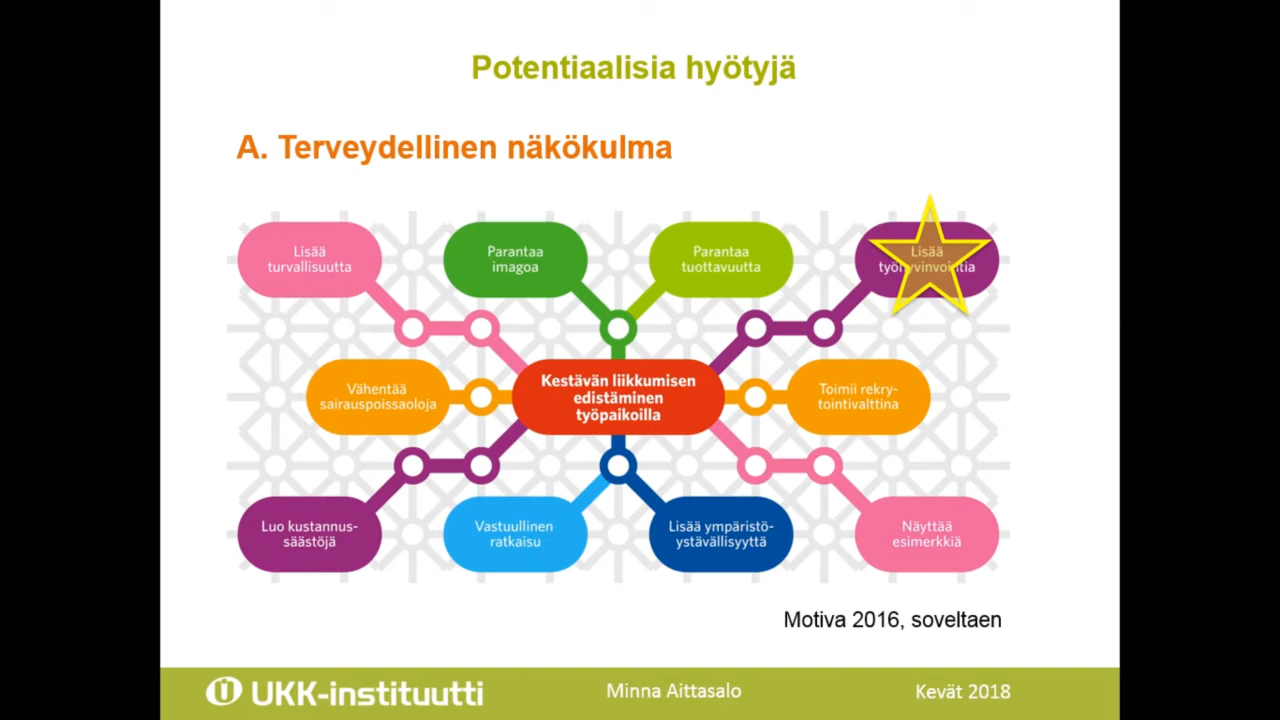 Potentiaalisia hyötyjä
A. Terveydellinen näkökulma
Lisää
turvallisuutta
Parantaa
imagoa
Parantaa
tuottavuutta
Lisää
työhyvinvointia
Vähentää
sairauspoissaoloja
Kestävän liikkumisen
edistäminen
työpaikoilla
Toimii rekry-
tointivalttina
Luo kustannus-
säästöjä
Vastuullinen
ratkaisu
Lisää ympäristö-
ystävällisyyttä
Näyttää
esimerkkiä
Motiva 2016, soveltaen
UKK-instituutti
Minna Aittasalo
Kevät 2018